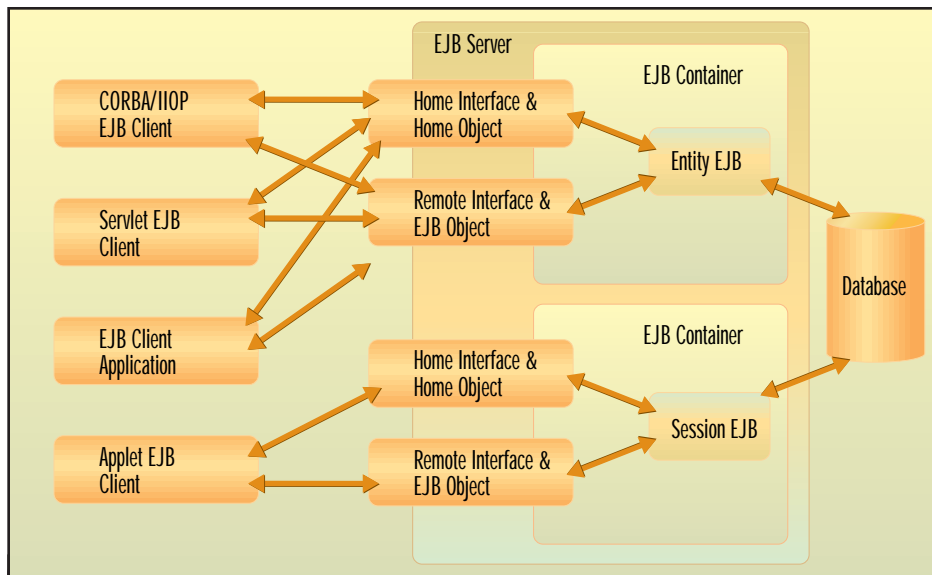 EJB Server
EJB Container
CORBA/IIOP
EJB Client
Home Interface &
Home Object
Entity EJB
Servlet EJB
Client
Remote Interface &
EJB Object
Database
EJB Client
Application
EJB Container
Home Interface &
Home Object
Session EJB
Applet EJB
Client
Remote Interface &
EJB Object